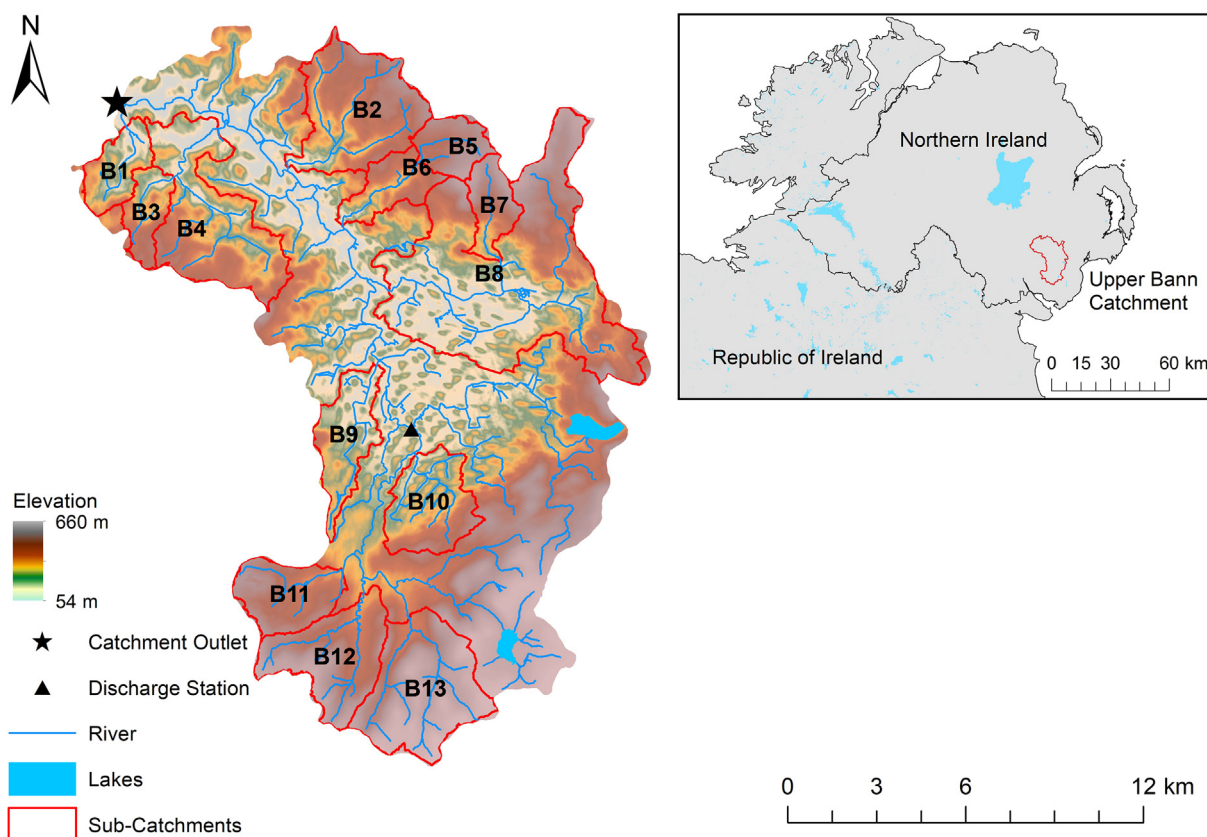 N
B1
B2
B3
B4
B5
B6
B7
B8
B9
B10
B11
B12
B13
Elevation
660 m
54 m
Catchment Outlet
Discharge Station
River
Lakes
Sub-Catchments
Northern Ireland
Upper Bann
Catchment
Republic of Ireland
0 15 30 60 km
0 3 6 9 12 km